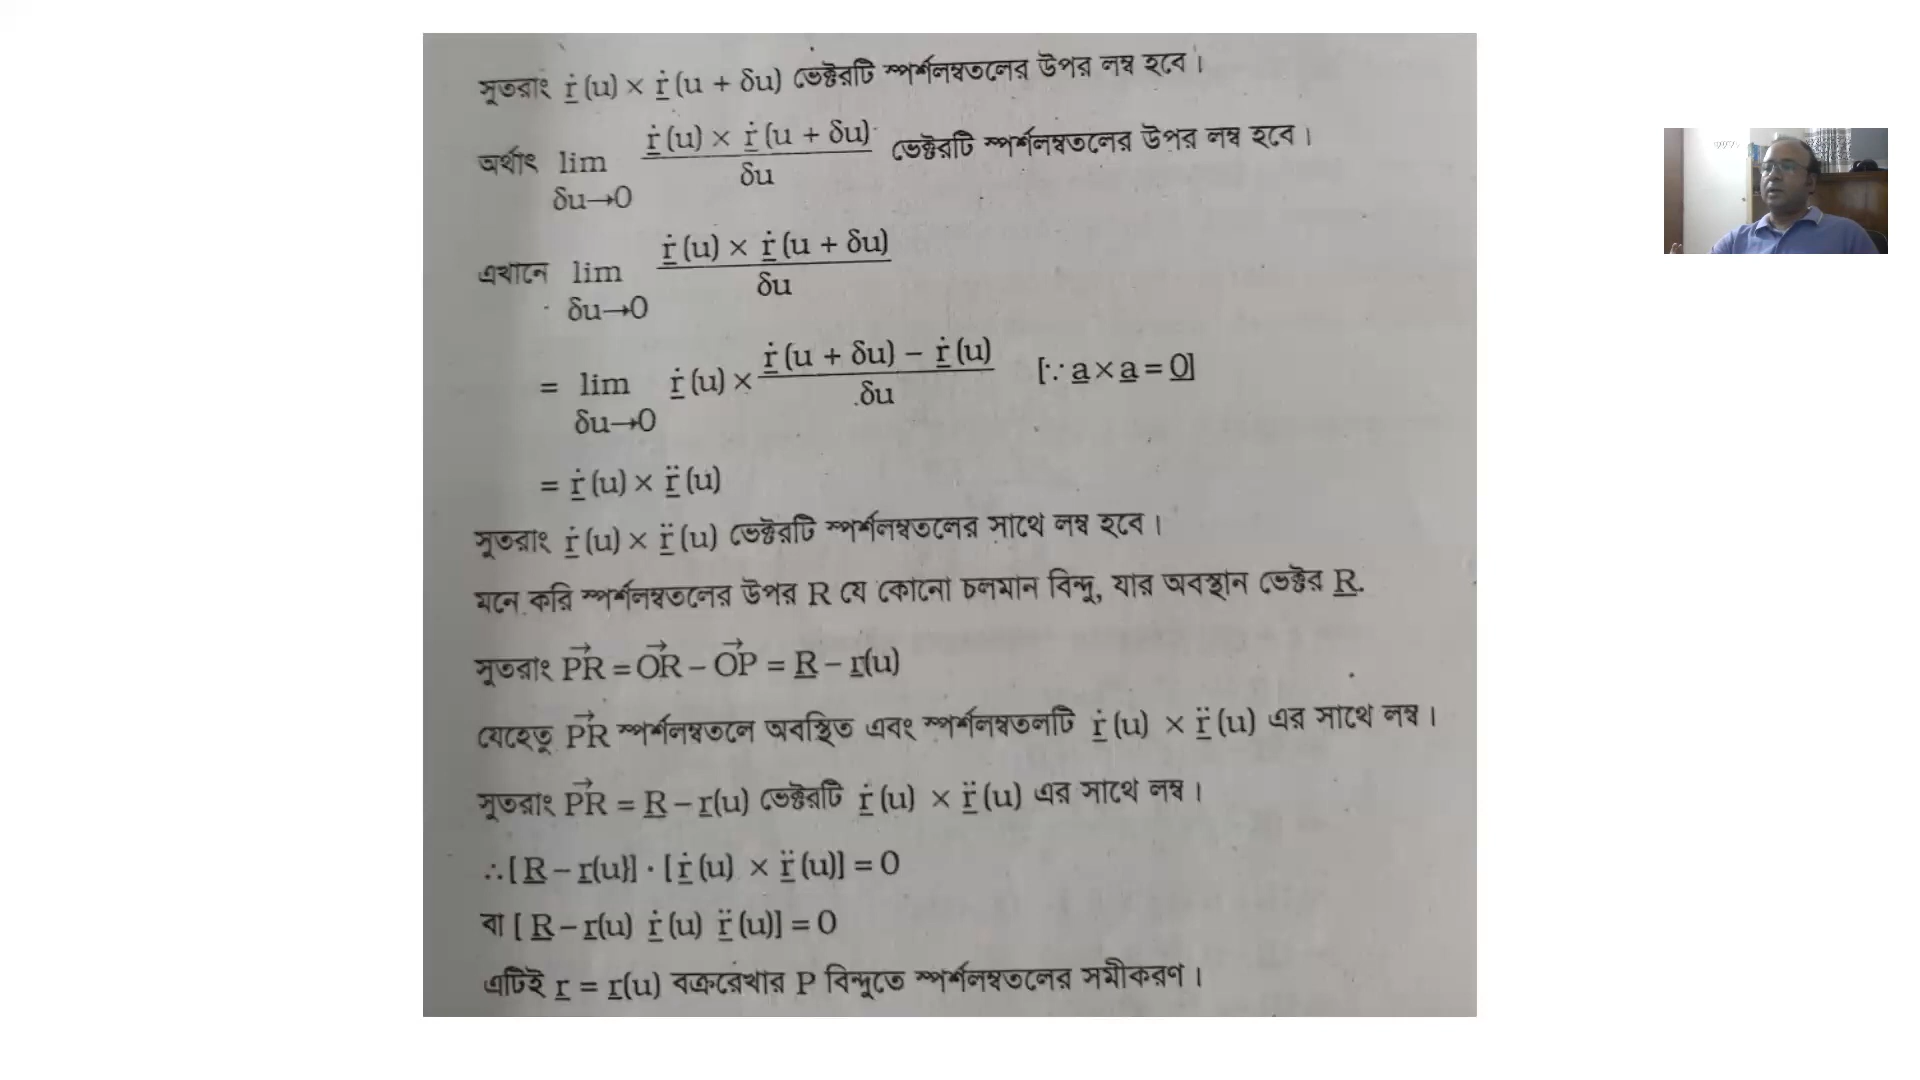 সুতরাং ṙ(u) × ṙ(u + δu) ভেক্টরটি স্পর্শলম্বতলের উপর লম্ব হবে।
অর্থাৎ lim δu→0 ṙ(u) × ṙ(u + δu) / δu ভেক্টরটি স্পর্শলম্বতলের উপর লম্ব হবে।
এখানে lim δu→0 ṙ(u) × ṙ(u + δu) / δu
= lim δu→0 ṙ(u) × ṙ(u + δu) − ṙ(u) / δu [∵ a × a = 0]
= ṙ(u) × r̈(u)
সুতরাং ṙ(u) × r̈(u) ভেক্টরটি স্পর্শলম্বতলের সাথে লম্ব হবে।
মনে করি স্পর্শলম্বতলের উপর R যে কোনো চলমান বিন্দু, যার অবস্থান ভেক্টর R.
সুতরাং PR⃗ = OR⃗ − OP⃗ = R − r(u)
যেহেতু PR⃗ স্পর্শলম্বতলে অবস্থিত এবং স্পর্শলম্বতলটি ṙ(u) × r̈(u) এর সাথে লম্ব।
সুতরাং PR⃗ = R − r(u) ভেক্টরটি ṙ(u) × r̈(u) এর সাথে লম্ব।
∴ [R − r(u)] · [ṙ(u) × r̈(u)] = 0
বা [R − r(u) ṙ(u) r̈(u)] = 0
এটিই r = r(u) বক্ররেখার P বিন্দুতে স্পর্শলম্বতলের সমীকরণ।